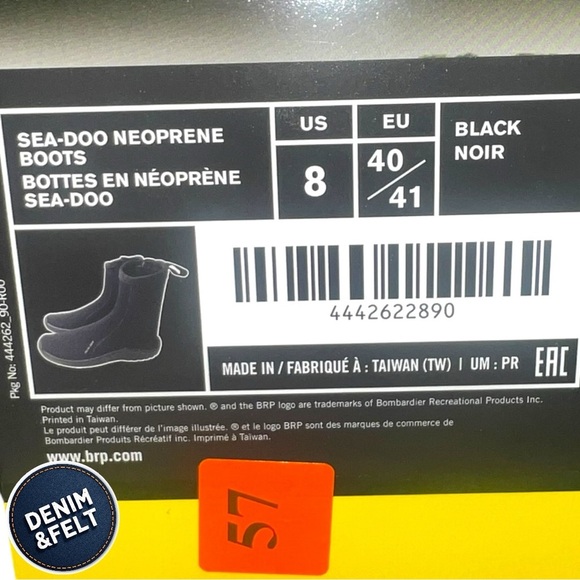 SEA-DOO NEOPRENE
BOOTS
BOTTES EN NÉOPRÈNE
SEA-DOO
US
8
EU
40/41
BLACK
NOIR
4442622890
MADE IN / FABRIQUÉ À : TAIWAN (TW) | UM : PR
EAC
Pkg No: 444262_90-R00
Product may differ from picture shown. ® and the BRP logo are trademarks of Bombardier Recreational Products Inc.
Printed in Taiwan.
Le produit peut différer de l'image illustrée. ® et le logo BRP sont des marques de commerce de
Bombardier Produits Récréatif inc. Imprimé à Taïwan.
www.brp.com
57
DENIM
&FELT